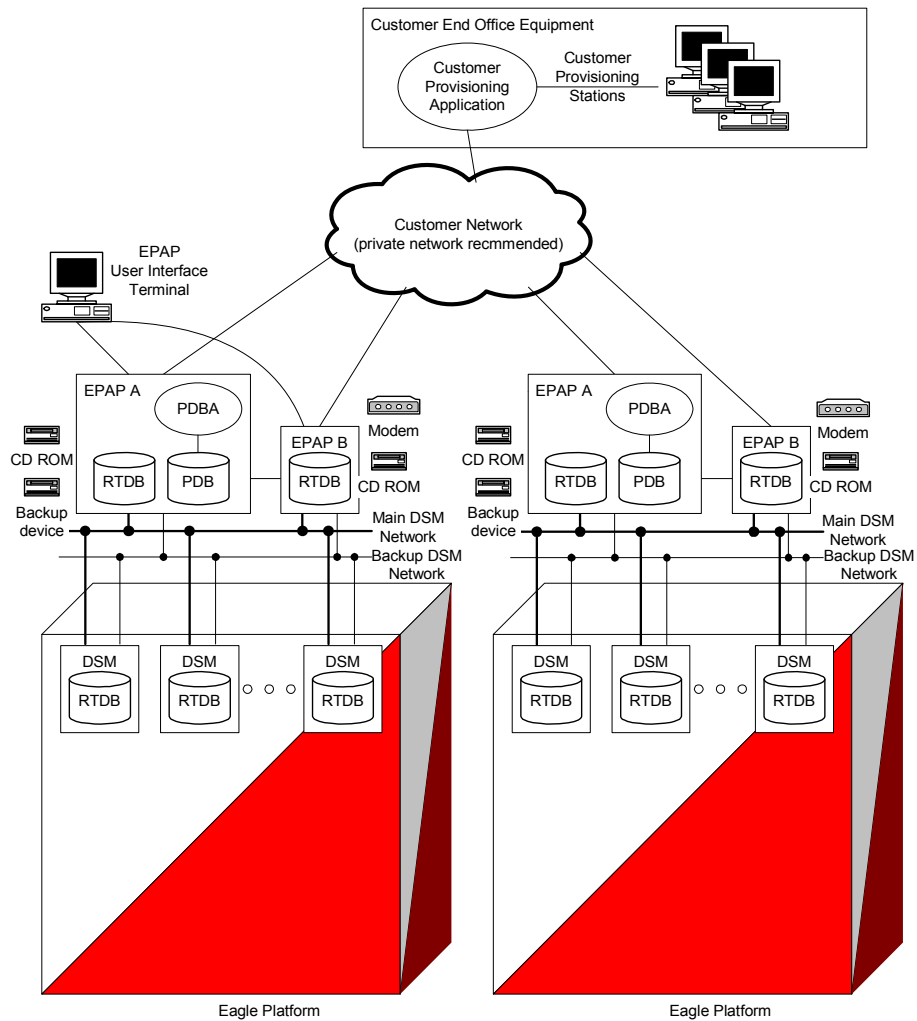 Customer End Office Equipment
Customer
Provisioning
Application
Customer
Provisioning
Stations
Customer Network
(private network recmmended)
EPAP
User Interface
Terminal
EPAP A
PDBA
RTDB
PDB
CD ROM
Backup
device
EPAP B
RTDB
Modem
CD ROM
Main DSM
Network
Backup DSM
Network
DSM
RTDB
DSM
RTDB
DSM
RTDB
Eagle Platform
EPAP A
PDBA
RTDB
PDB
CD ROM
Backup
device
EPAP B
RTDB
Modem
CD ROM
Main DSM
Network
Backup DSM
Network
DSM
RTDB
DSM
RTDB
DSM
RTDB
Eagle Platform